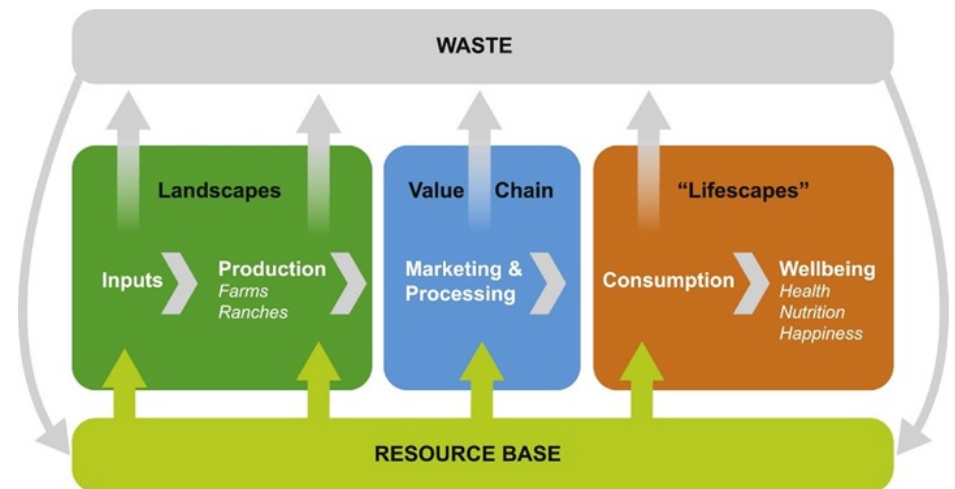 WASTE
Landscapes
Inputs
Production
Farms
Ranches
Value Chain
Marketing &
Processing
“Lifescapes”
Consumption
Wellbeing
Health
Nutrition
Happiness
RESOURCE BASE